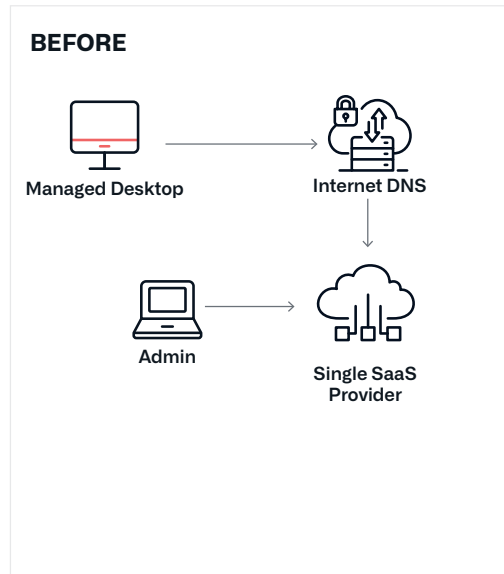 BEFORE
Managed Desktop
Internet DNS
Admin
Single SaaS
Provider